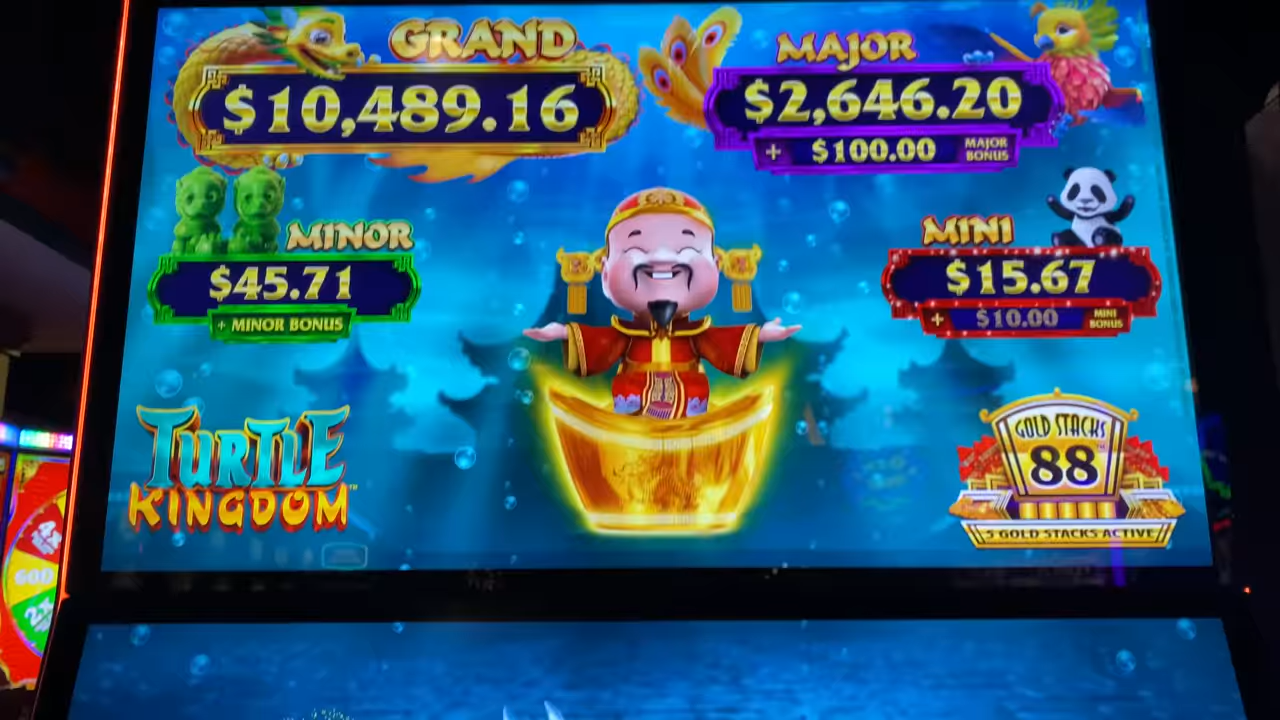 GRAND
$10,489.16
MAJOR
$2,646.20
+ $100.00 MAJOR BONUS
MINOR
$45.71
+ MINOR BONUS
MINI
$15.67
+ $10.00 MINI BONUS
TURTLE
KINGDOM™
GOLD STACKS
88
5 GOLD STACKS ACTIVE